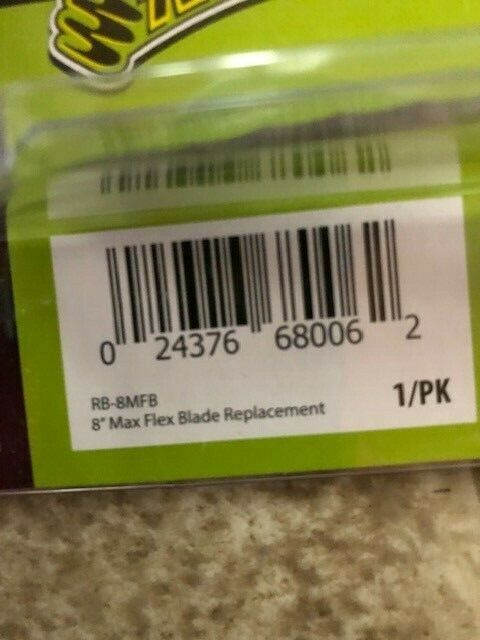 0 24376 68006 2
RB-8MFB
1/PK
8" Max Flex Blade Replacement